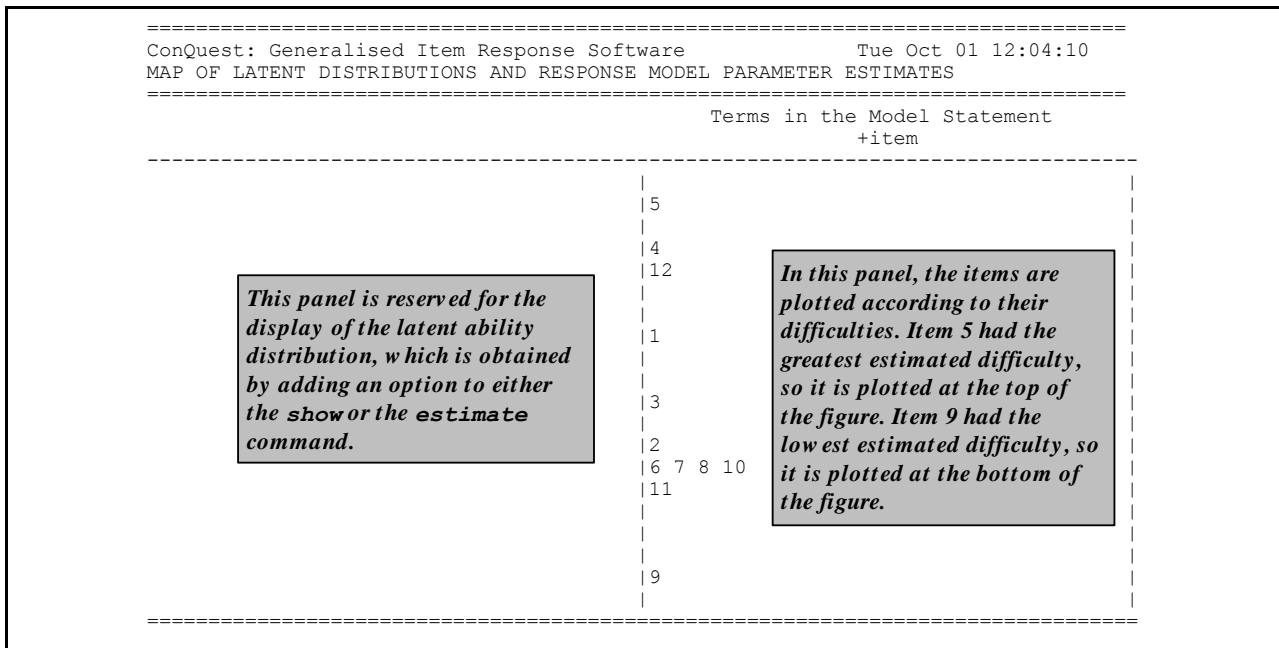 ================================================================================
ConQuest: Generalised Item Response Software Tue Oct 01 12:04:10
MAP OF LATENT DISTRIBUTIONS AND RESPONSE MODEL PARAMETER ESTIMATES
================================================================================
Terms in the Model Statement
+item
--------------------------------------------------------------------------------
|5 |
|4 |
|12 |
|1 |
|3 |
|2 |
|6 7 8 10 |
|11 |
|9 |
================================================================================
This panel is reserved for the
display of the latent ability
distribution, which is obtained
by adding an option to either
the show or the estimate
command.
In this panel, the items are
plotted according to their
difficulties. Item 5 had the
greatest estimated difficulty,
so it is plotted at the top of
the figure. Item 9 had the
lowest estimated difficulty, so
it is plotted at the bottom of
the figure.